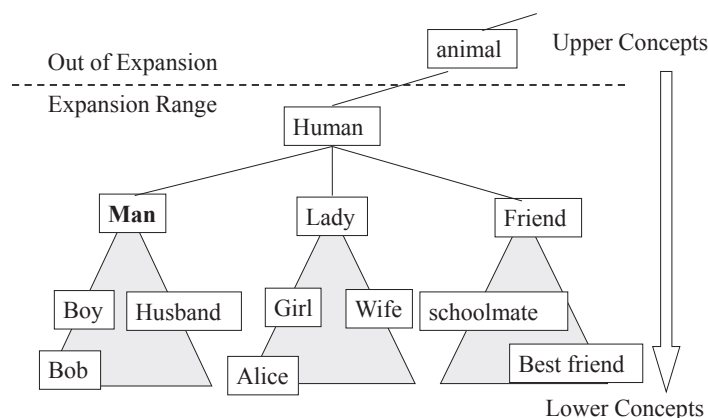 animal
Upper Concepts
Out of Expansion
Expansion Range
Human
Man
Lady
Friend
Boy
Husband
Girl
Wife
schoolmate
Bob
Alice
Best friend
Lower Concepts